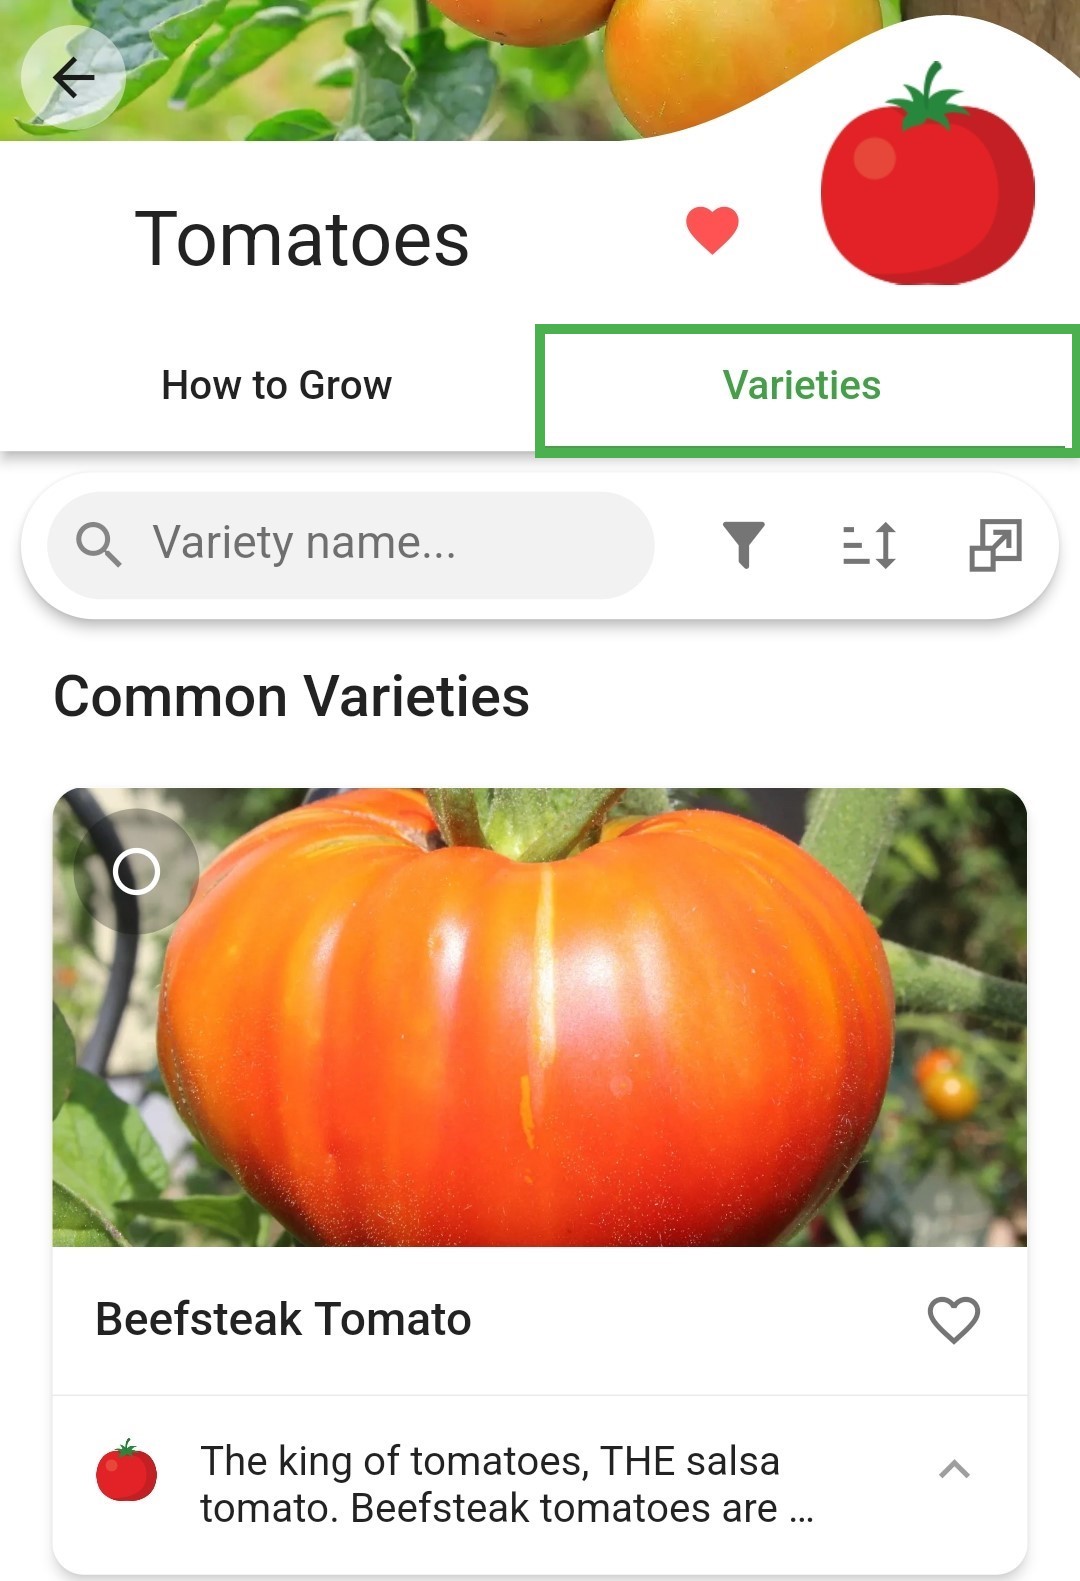 Tomatoes
How to Grow
Varieties
Variety name...
Common Varieties
Beefsteak Tomato
The king of tomatoes, THE salsa
tomato. Beefsteak tomatoes are ...